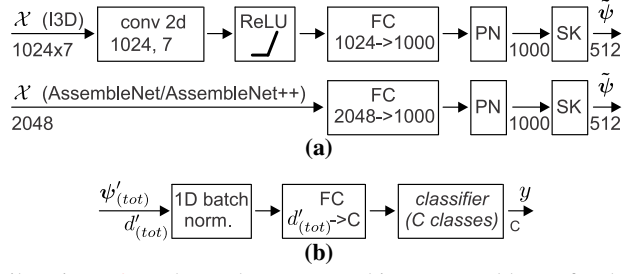 𝒳 (I3D)
1024x7
conv 2d
1024, 7
ReLU
FC
1024->1000
PN
1000
SK
ψ̃
512
𝒳 (AssembleNet/AssembleNet++)
2048
FC
2048->1000
PN
1000
SK
ψ̃
512
(a)
ψ′(tot)
d′(tot)
1D batch
norm.
FC
d′(tot)->C
classifier
(C classes)
y
C
(b)